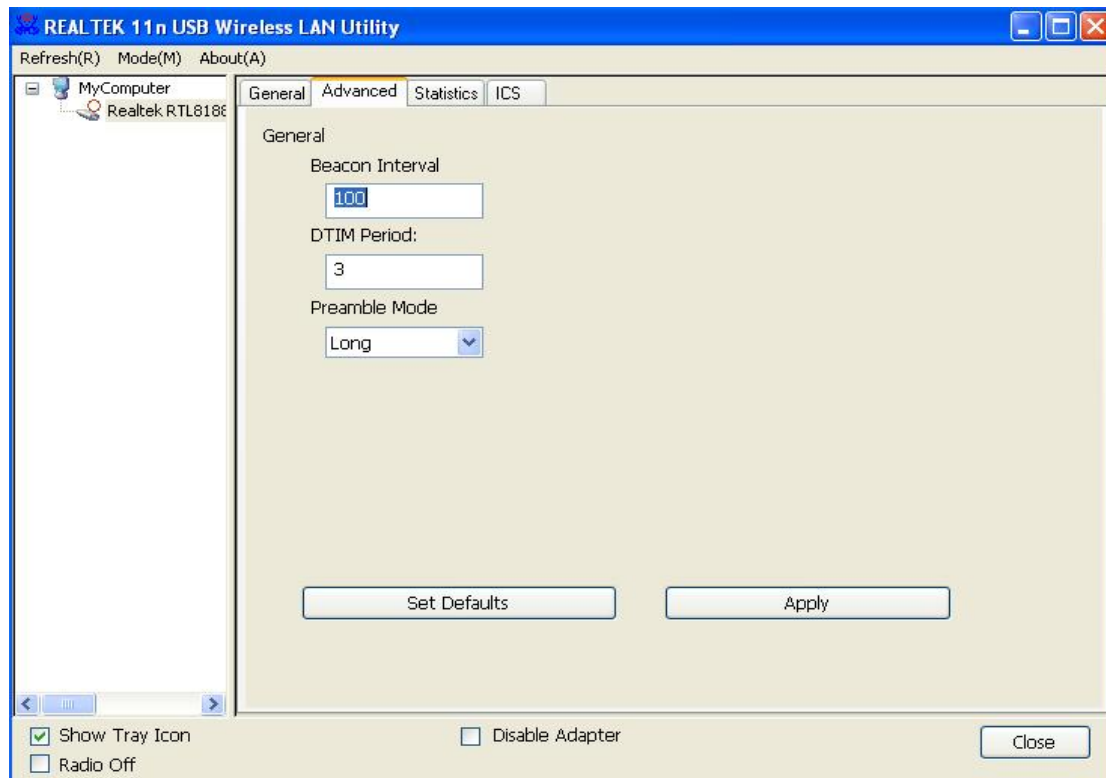 REALTEK 11n USB Wireless LAN Utility
Refresh(R) Mode(M) About(A)
MyComputer
Realtek RTL8188
General Advanced Statistics ICS
General
Beacon Interval
100
DTIM Period:
3
Preamble Mode
Long
Set Defaults Apply
Show Tray Icon Disable Adapter
Radio Off
Close